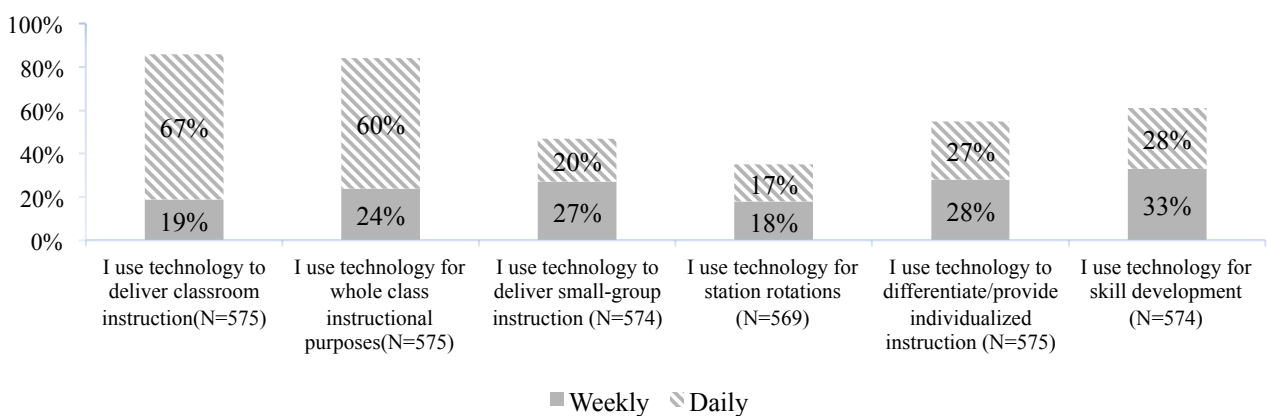 100%
80%
60%
40%
20%
0%
67%
19%
60%
24%
20%
27%
17%
18%
27%
28%
28%
33%
I use technology to
deliver classroom
instruction(N=575)
I use technology for
whole class
instructional
purposes(N=575)
I use technology to
deliver small-group
instruction (N=574)
I use technology for
station rotations
(N=569)
I use technology to
differentiate/provide
individualized
instruction (N=575)
I use technology for
skill development
(N=574)
Weekly
Daily